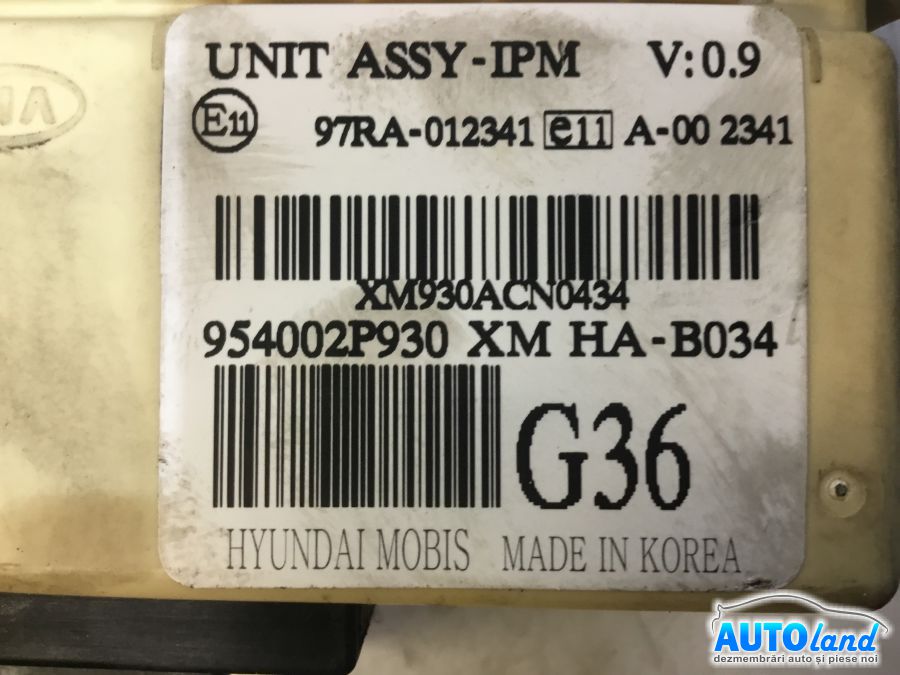 UNIT ASSY-IPM V:0.9
E11 97RA-012341 e11 A-00 2341
XM930ACN0434
954002P930 XM HA-B034
G36
HYUNDAI MOBIS MADE IN KOREA
AUTOland
dezmembrări auto și piese noi